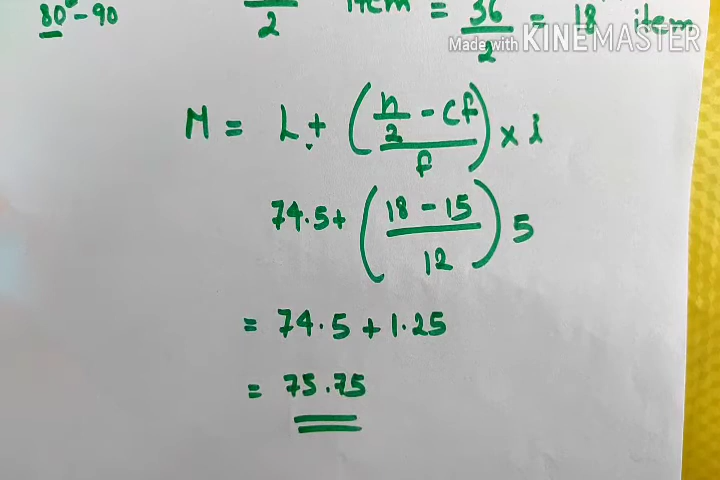 80 - 90
2
item = 36/2 = 18 item
Made with KINEMASTER
M = L + (n/2 - cf / f) × i
74.5 + (18 - 15 / 12) 5
= 74.5 + 1.25
= 75.75